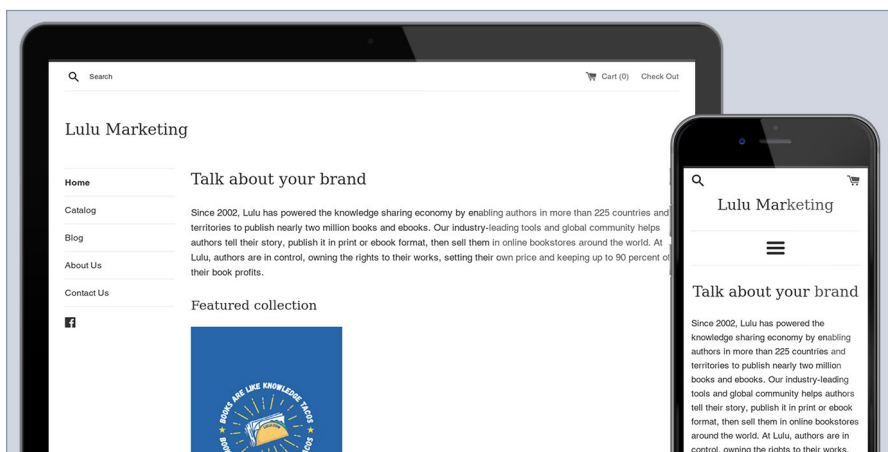 Search
Cart (0) Check Out
Lulu Marketing
Home
Catalog
Blog
About Us
Contact Us
Talk about your brand
Since 2002, Lulu has powered the knowledge sharing economy by enabling authors in more than 225 countries and
territories to publish nearly two million books and ebooks. Our industry-leading tools and global community helps
authors tell their story, publish it in print or ebook format, then sell them in online bookstores around the world. At
Lulu, authors are in control, owning the rights to their works, setting their own price and keeping up to 90 percent of
their book profits.
Featured collection
BOOKS ARE LIKE KNOWLEDGE TACOS
Lulu Marketing
Talk about your brand
Since 2002, Lulu has powered the
knowledge sharing economy by enabling
authors in more than 225 countries and
territories to publish nearly two million
books and ebooks. Our industry-leading
tools and global community helps authors
tell their story, publish it in print or ebook
format, then sell them in online bookstores
around the world. At Lulu, authors are in
control, owning the rights to their works,